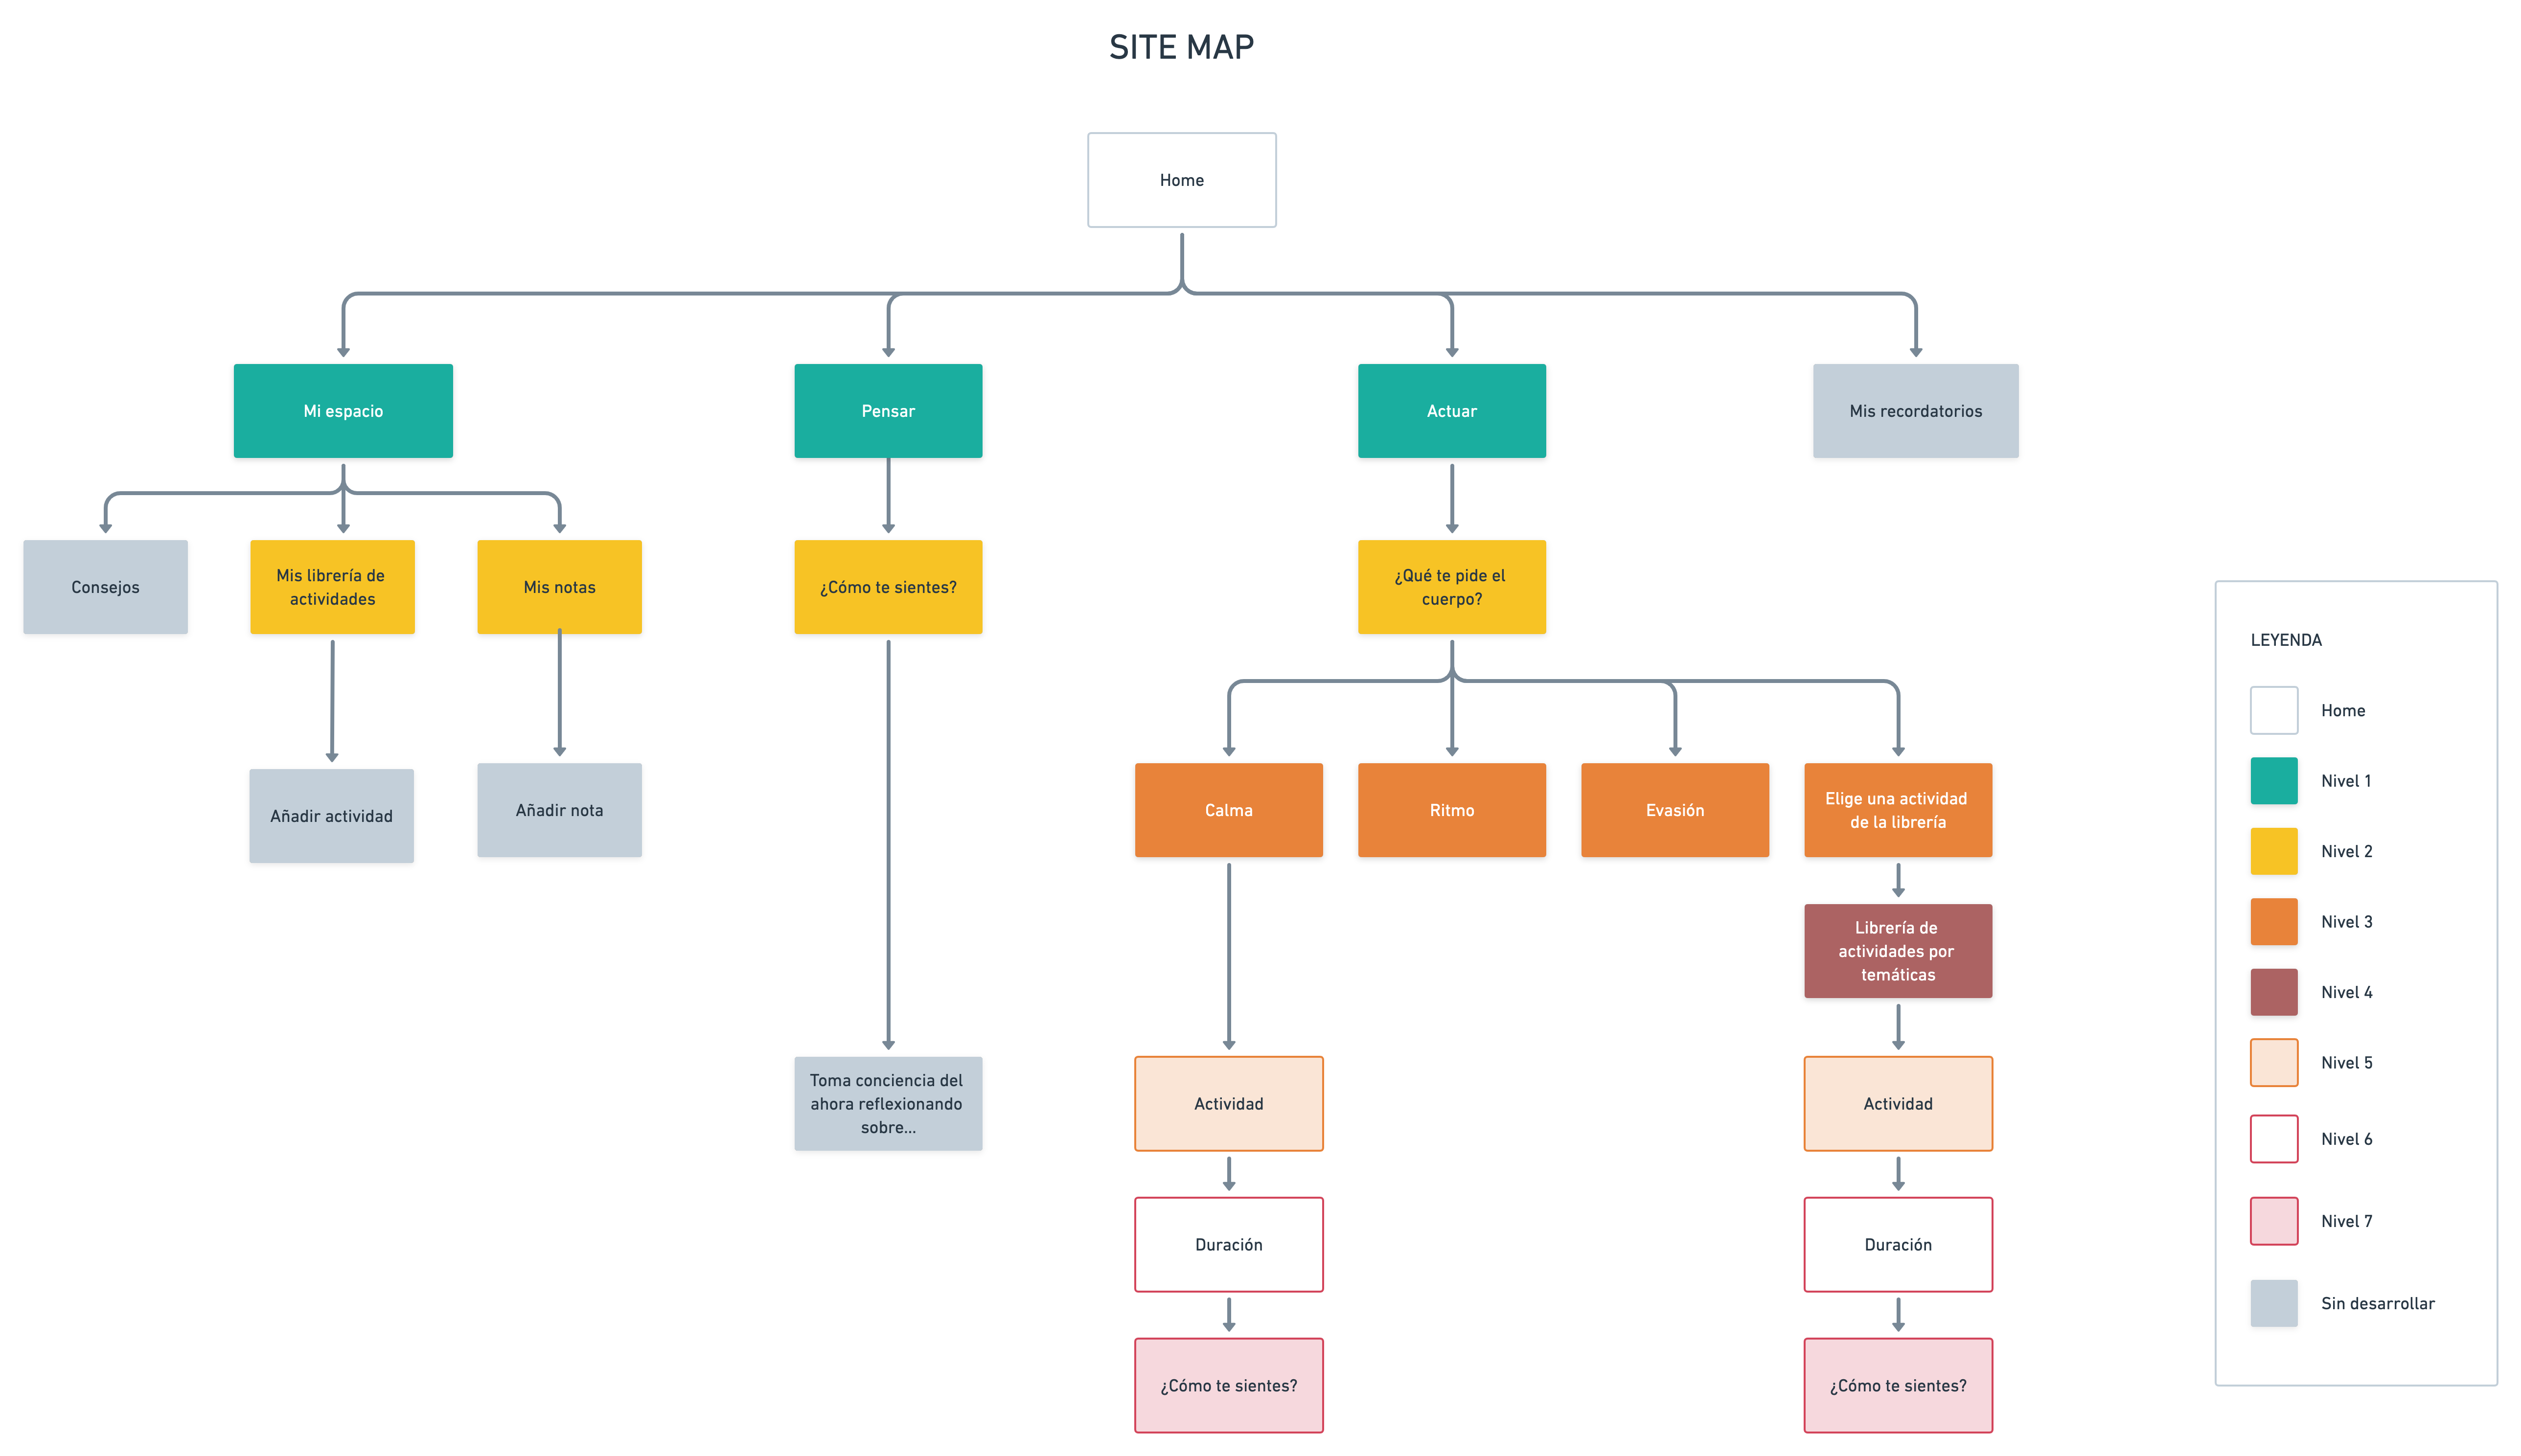 SITE MAP
Home
Mi espacio
Pensar
Actuar
Mis recordatorios
Consejos
Mis librería de
actividades
Mis notas
¿Cómo te sientes?
¿Qué te pide el
cuerpo?
Añadir actividad
Añadir nota
Calma
Ritmo
Evasión
Elige una actividad
de la librería
Librería de
actividades por
temáticas
Toma conciencia del
ahora reflexionando
sobre...
Actividad
Actividad
Duración
Duración
¿Cómo te sientes?
¿Cómo te sientes?
LEYENDA
Home
Nivel 1
Nivel 2
Nivel 3
Nivel 4
Nivel 5
Nivel 6
Nivel 7
Sin desarrollar